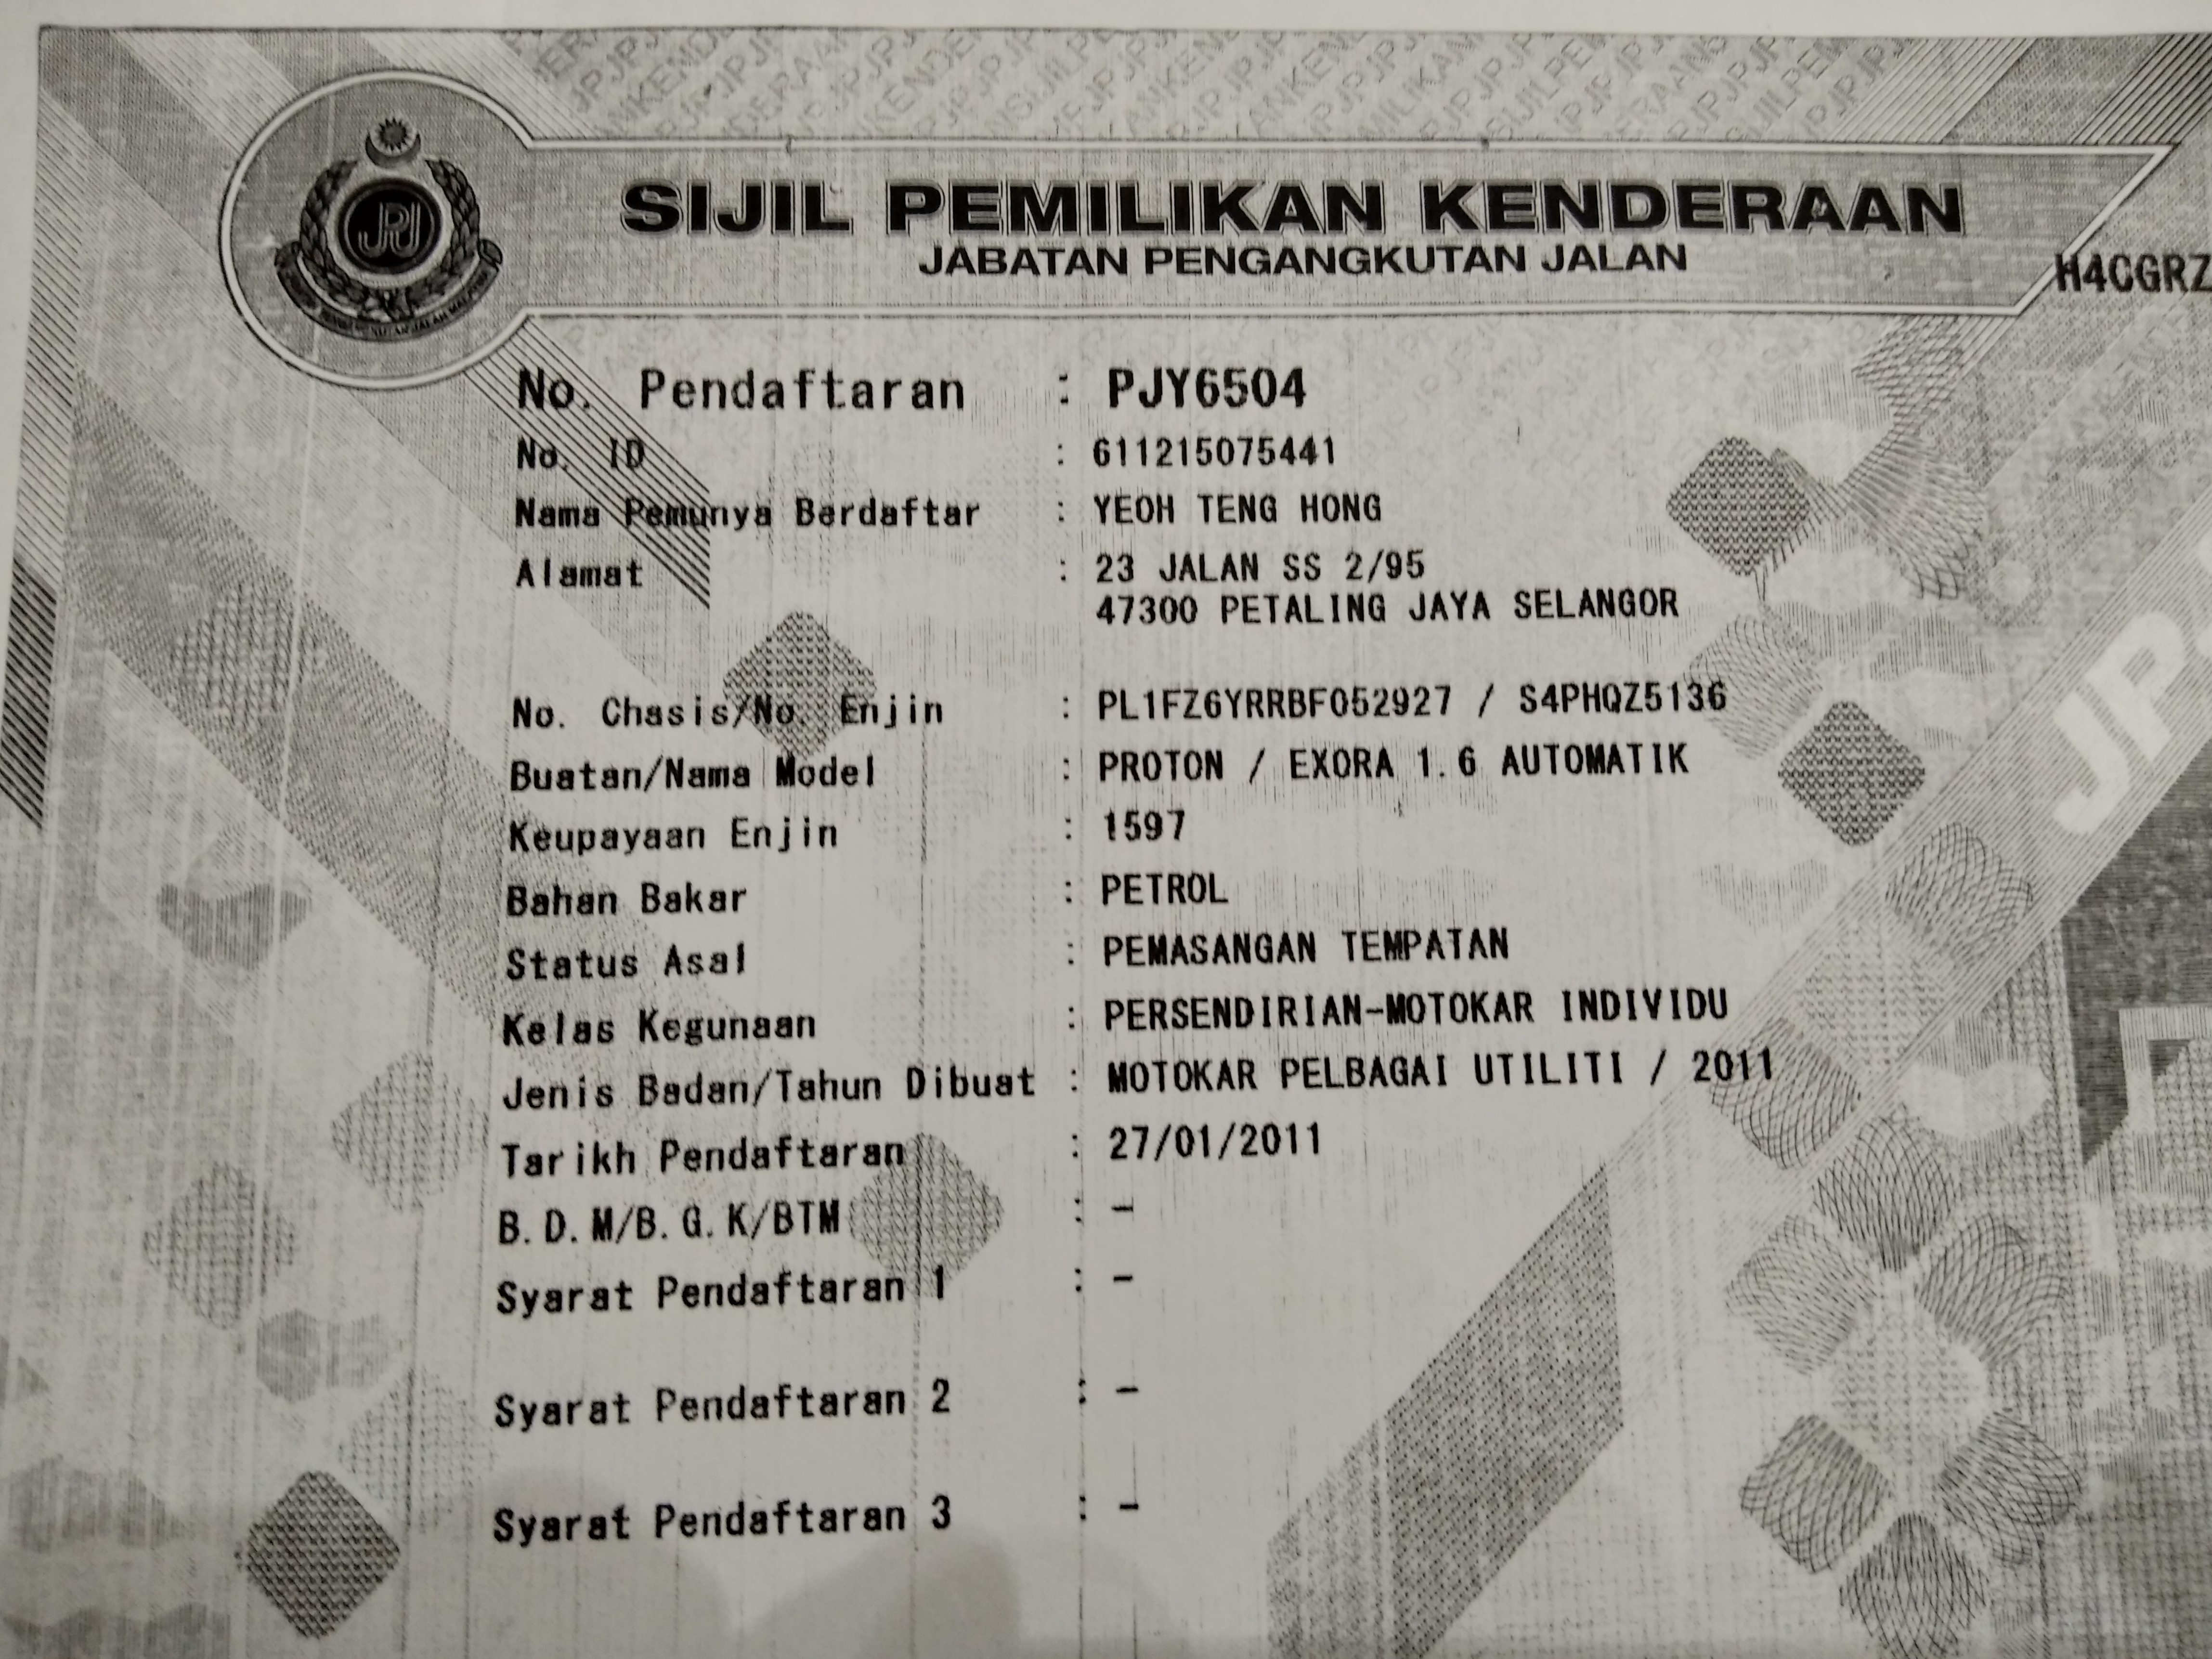 SIJIL PEMILIKAN KENDERAAN
JABATAN PENGANGKUTAN JALAN
H4CGRZ
No. Pendaftaran : PJY6504
No. ID : 611215075441
Nama Pemunya Berdaftar : YEOH TENG HONG
Alamat : 23 JALAN SS 2/95
47300 PETALING JAYA SELANGOR
No. Chasis/No. Enjin : PL1FZ6YRRBF052927 / S4PHQZ5136
Buatan/Nama Model : PROTON / EXORA 1.6 AUTOMATIK
Keupayaan Enjin : 1597
Bahan Bakar : PETROL
Status Asal : PEMASANGAN TEMPATAN
Kelas Kegunaan : PERSENDIRIAN-MOTOKAR INDIVIDU
Jenis Badan/Tahun Dibuat : MOTOKAR PELBAGAI UTILITI / 2011
Tarikh Pendaftaran : 27/01/2011
B.D.M/B.G.K/BTM : -
Syarat Pendaftaran 1 : -
Syarat Pendaftaran 2 : -
Syarat Pendaftaran 3 : -